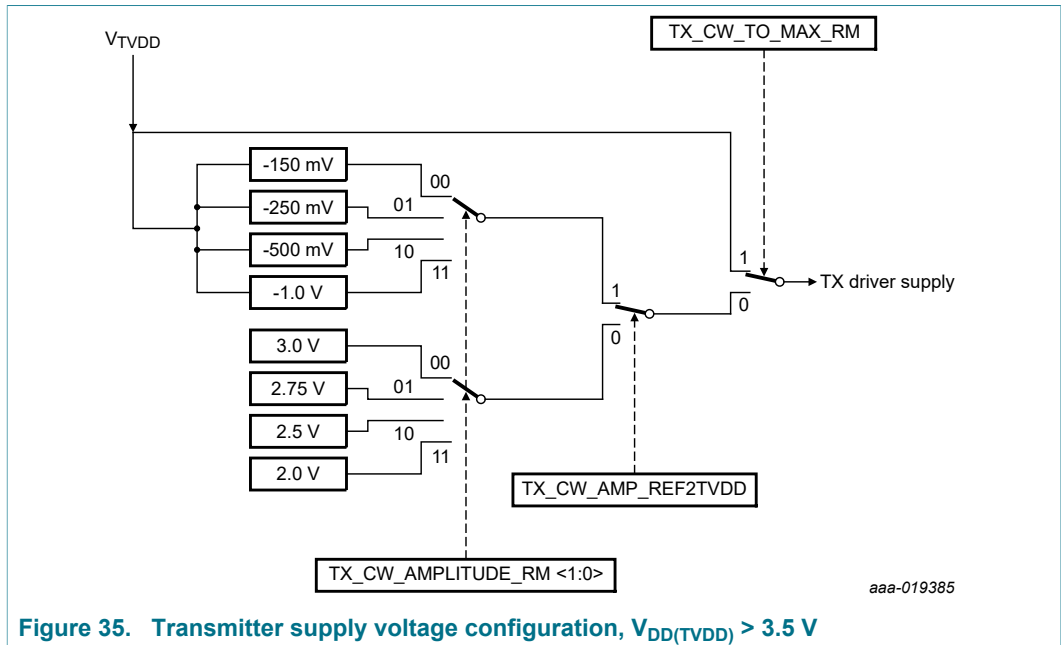 TX_CW_TO_MAX_RM
VTVDD
-150 mV
00
-250 mV
01
-500 mV
10
11
-1.0 V
1
TX driver supply
0
1
0
3.0 V
00
2.75 V
01
2.5 V
10
11
2.0 V
TX_CW_AMP_REF2TVDD
TX_CW_AMPLITUDE_RM <1:0>
aaa-019385
Figure 35. Transmitter supply voltage configuration, VDD(TVDD) > 3.5 V